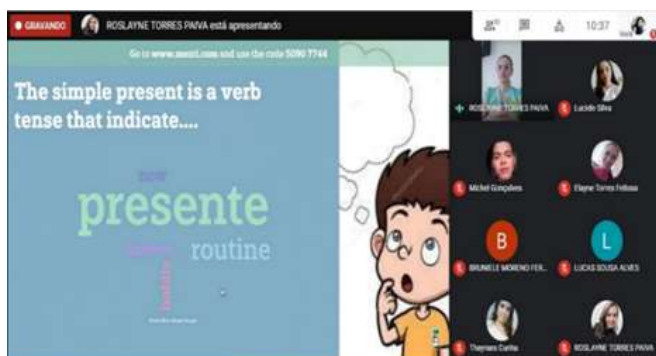 GRAVANDO
ROSLAYNE TORRES PAIVA está apresentando
10:37
Go to www.menti.com and use the code 5090 7744
The simple present is a verb
tense that indicate....
now
presente
routine
habits
ROSLAYNE TORRES PAIVA
Lucida Silva
Michel Gonçalves
Elayne Torres Feitosa
B
L
BRUNIELE MORENO FER...
LUCAS SOUSA ALVES
Thaynara Cunha
ROSLAYNE TORRES PAIVA